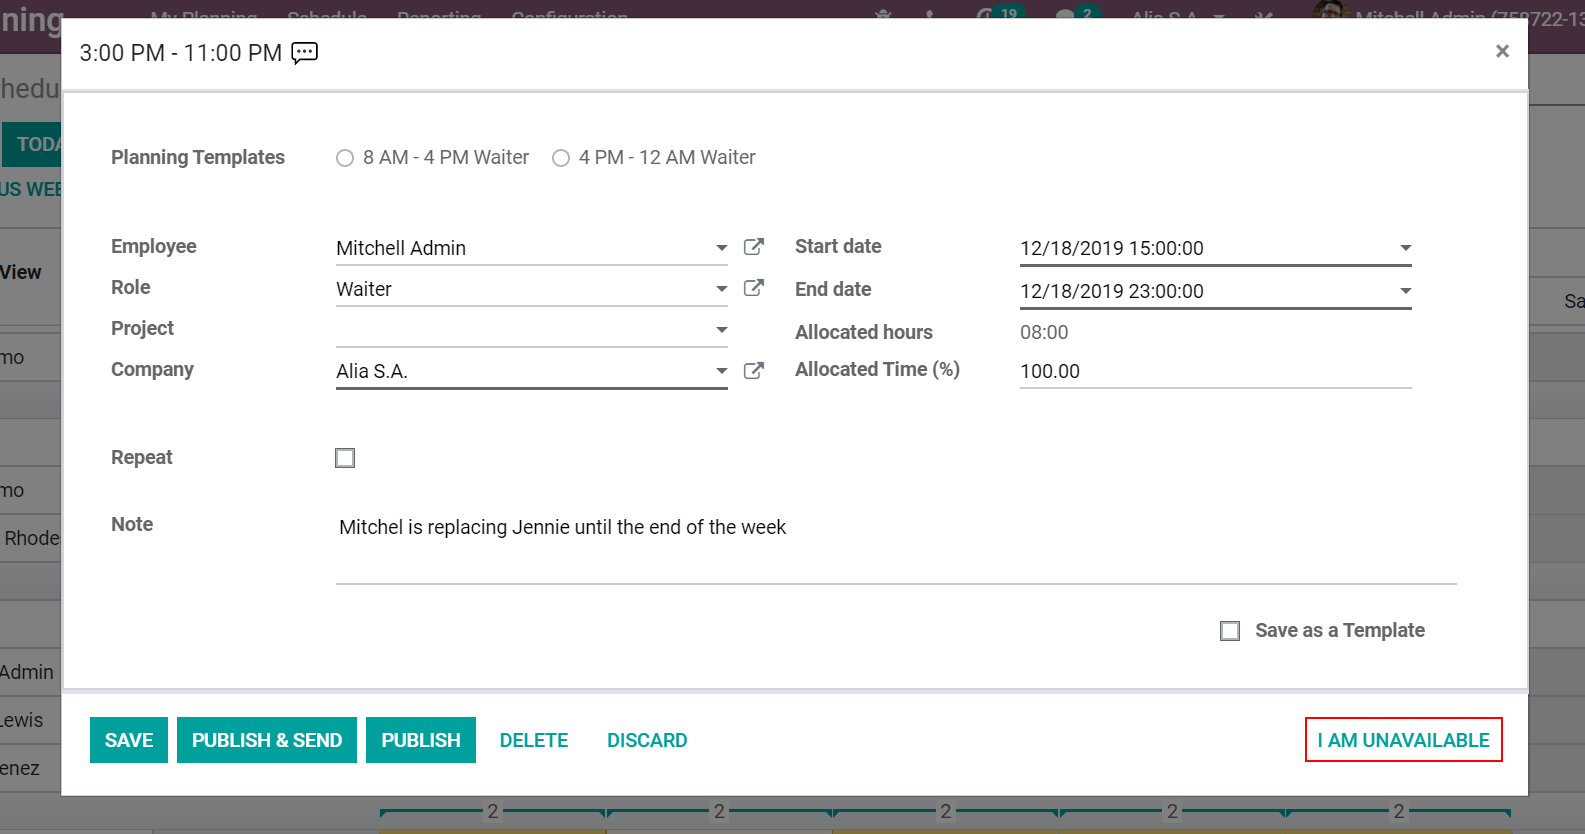 3:00 PM - 11:00 PM
×
Planning Templates 8 AM - 4 PM Waiter 4 PM - 12 AM Waiter
Employee Mitchell Admin Start date 12/18/2019 15:00:00
Role Waiter End date 12/18/2019 23:00:00
Project Allocated hours 08:00
Company Alia S.A. Allocated Time (%) 100.00
Repeat
Note Mitchel is replacing Jennie until the end of the week
Save as a Template
SAVE PUBLISH & SEND PUBLISH DELETE DISCARD I AM UNAVAILABLE
ning My Planning Schedule Reporting Configuration 19 2 Alia S.A. Mitchell Admin (758722-13
hedu
TODA
US WEE
View
Sa
mo
mo
Rhode
Admin
Lewis
enez
2 2 2 2 2